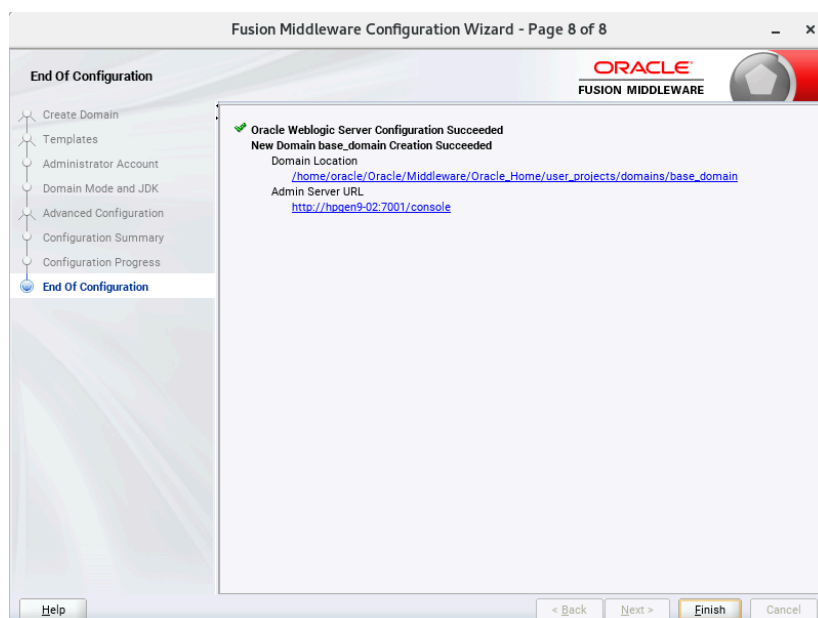 Fusion Middleware Configuration Wizard - Page 8 of 8
End Of Configuration
ORACLE
FUSION MIDDLEWARE
Create Domain
Templates
Administrator Account
Domain Mode and JDK
Advanced Configuration
Configuration Summary
Configuration Progress
End Of Configuration
Oracle Weblogic Server Configuration Succeeded
New Domain base_domain Creation Succeeded
Domain Location
/home/oracle/Oracle/Middleware/Oracle_Home/user_projects/domains/base_domain
Admin Server URL
http://hpgen9-02:7001/console
Help
< Back
Next >
Finish
Cancel